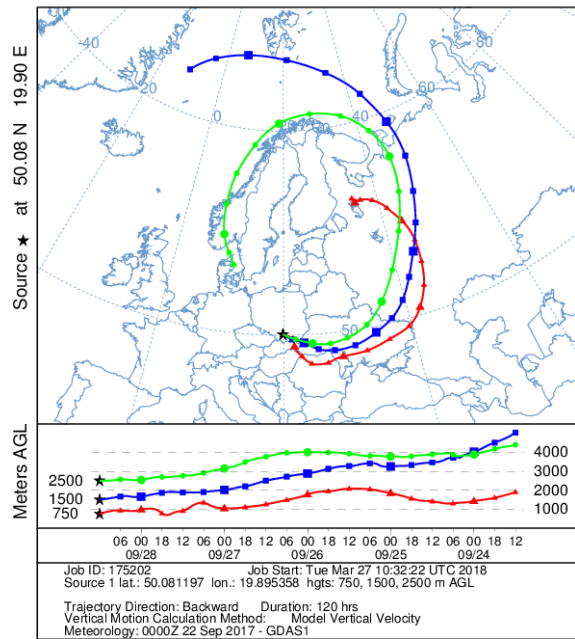 Source ★ at 50.08 N 19.90 E
-40
-20
0
20
40
60
80
60
50
Meters AGL
2500
1500
750
4000
3000
2000
1000
06 00 18 12 06 00 18 12 06 00 18 12 06 00 18 12 06 00 18 12
09/28 09/27 09/26 09/25 09/24
Job ID: 175202 Job Start: Tue Mar 27 10:32:22 UTC 2018
Source 1 lat.: 50.081197 lon.: 19.895358 hgts: 750, 1500, 2500 m AGL
Trajectory Direction: Backward Duration: 120 hrs
Vertical Motion Calculation Method: Model Vertical Velocity
Meteorology: 0000Z 22 Sep 2017 - GDAS1